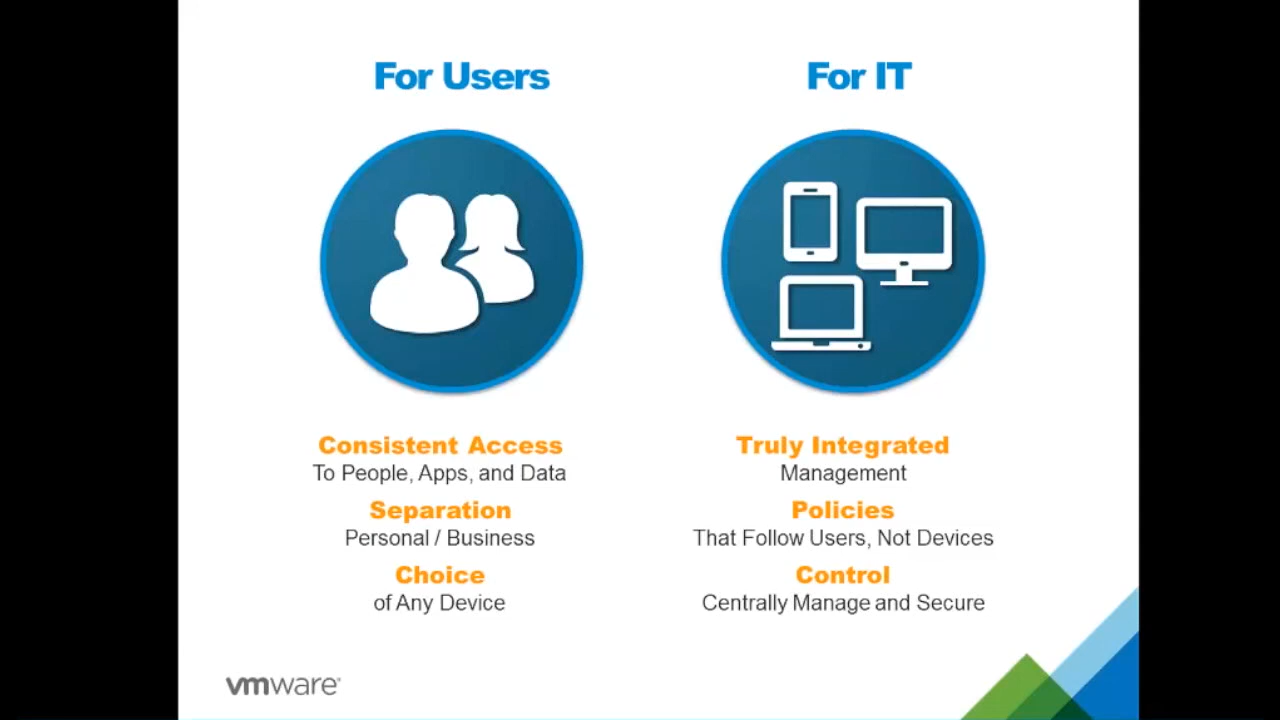 For Users
Consistent Access
To People, Apps, and Data
Separation
Personal / Business
Choice
of Any Device
For IT
Truly Integrated
Management
Policies
That Follow Users, Not Devices
Control
Centrally Manage and Secure
vmware®